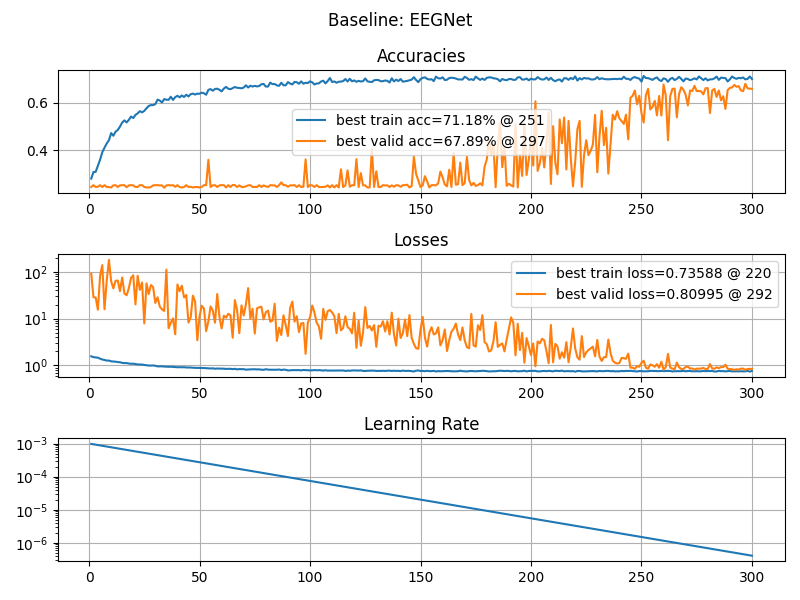 Baseline: EEGNet
Accuracies
0.6
0.4
best train acc=71.18% @ 251
best valid acc=67.89% @ 297
0 50 100 150 200 250 300
Losses
10²
10¹
10⁰
best train loss=0.73588 @ 220
best valid loss=0.80995 @ 292
0 50 100 150 200 250 300
Learning Rate
10⁻³
10⁻⁴
10⁻⁵
10⁻⁶
0 50 100 150 200 250 300